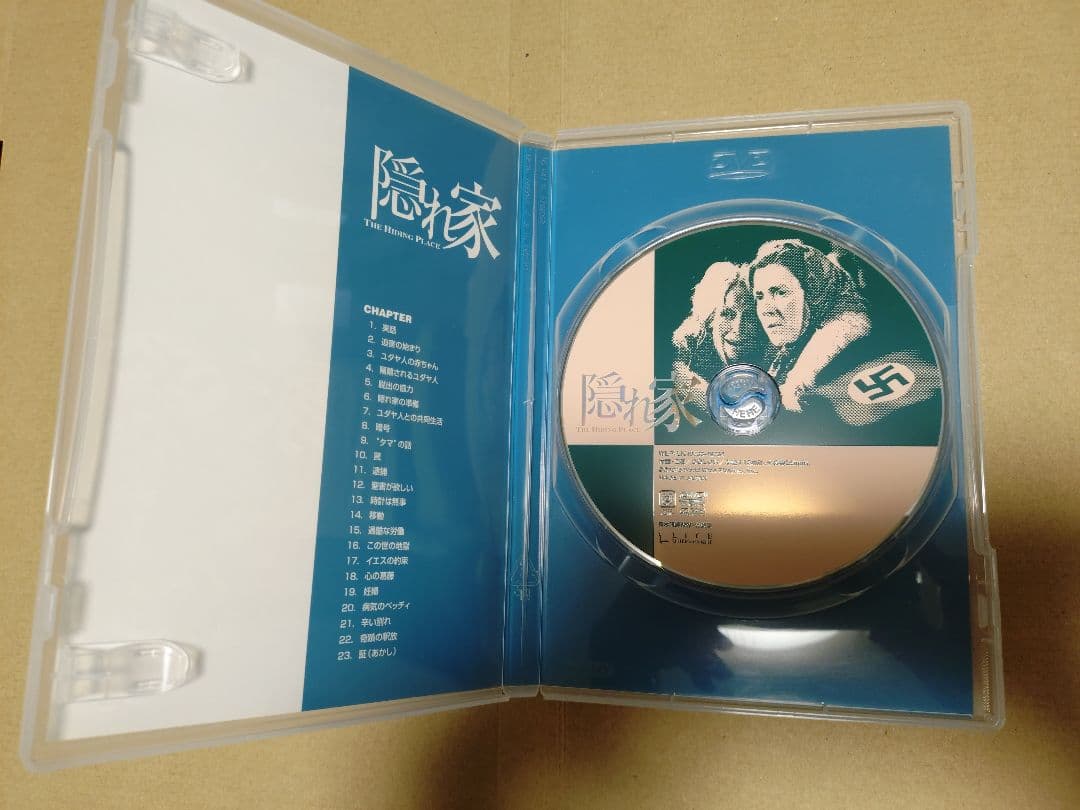 隠れ家
THE HIDING PLACE
CHAPTER
1. 実話
2. 迫害の始まり
3. ユダヤ人の赤ちゃん
4. 隔離されるユダヤ人
5. 脱出の協力
6. 隠れ家の準備
7. ユダヤ人との共同生活
8. 暗号
9. "タマ"の話
10. 罠
11. 逮捕
12. 聖書が欲しい
13. 時計は無事
14. 移動
15. 過酷な労働
16. この世の地獄
17. イエスの約束
18. 心の葛藤
19. 妊婦
20. 病気のベッティ
21. 辛い別れ
22. 奇蹟の釈放
23. 証(あかし)
DVD
隠れ家
THE HIDING PLACE
HERE